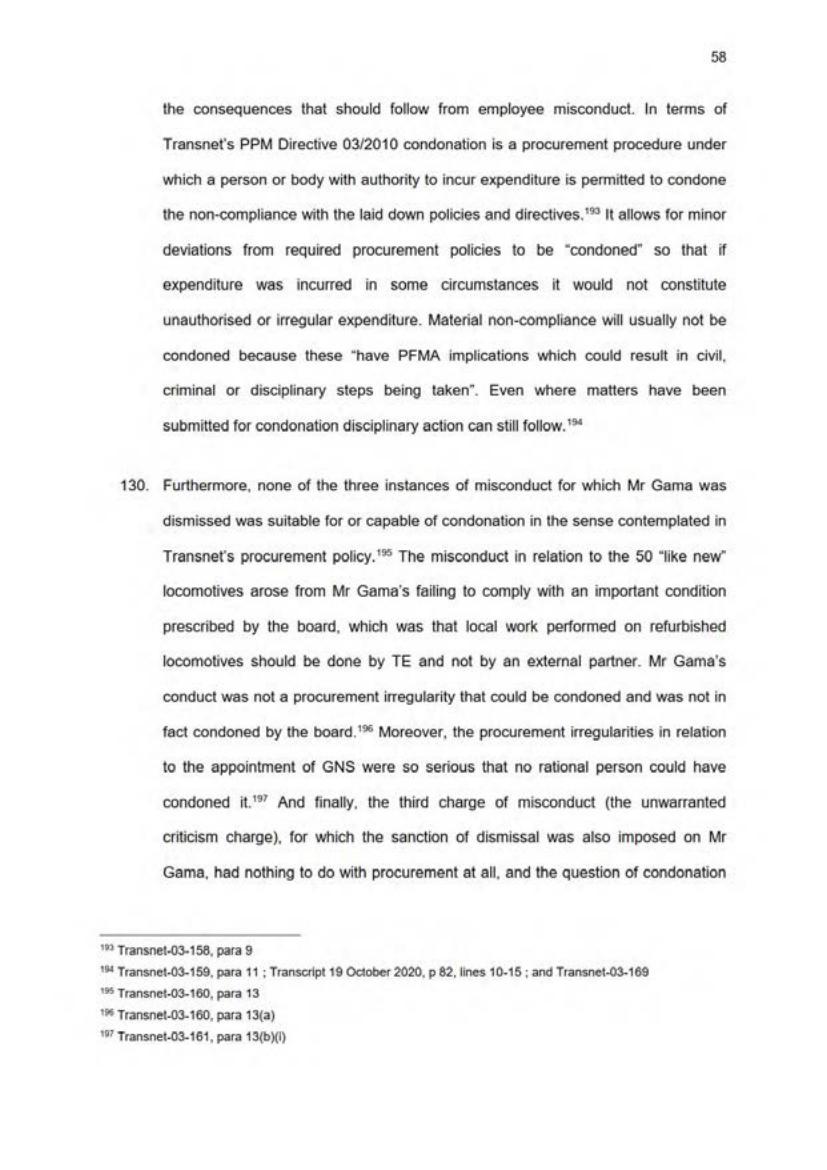 58
the consequences that should follow from employee misconduct. In terms of
Transnet's PPM Directive 03/2010 condonation is a procurement procedure under
which a person or body with authority to incur expenditure is permitted to condone
the non-compliance with the laid down policies and directives.193 It allows for minor
deviations from required procurement policies to be “condoned” so that if
expenditure was incurred in some circumstances it would not constitute
unauthorised or irregular expenditure. Material non-compliance will usually not be
condoned because these “have PFMA implications which could result in civil,
criminal or disciplinary steps being taken”. Even where matters have been
submitted for condonation disciplinary action can still follow.194
130. Furthermore, none of the three instances of misconduct for which Mr Gama was
dismissed was suitable for or capable of condonation in the sense contemplated in
Transnet's procurement policy.195 The misconduct in relation to the 50 “like new”
locomotives arose from Mr Gama's failing to comply with an important condition
prescribed by the board, which was that local work performed on refurbished
locomotives should be done by TE and not by an external partner. Mr Gama's
conduct was not a procurement irregularity that could be condoned and was not in
fact condoned by the board.196 Moreover, the procurement irregularities in relation
to the appointment of GNS were so serious that no rational person could have
condoned it.197 And finally, the third charge of misconduct (the unwarranted
criticism charge), for which the sanction of dismissal was also imposed on Mr
Gama, had nothing to do with procurement at all, and the question of condonation
193 Transnet-03-158, para 9
194 Transnet-03-159, para 11 ; Transcript 19 October 2020, p 82, lines 10-15 ; and Transnet-03-169
195 Transnet-03-160, para 13
196 Transnet-03-160, para 13(a)
197 Transnet-03-161, para 13(b)(i)